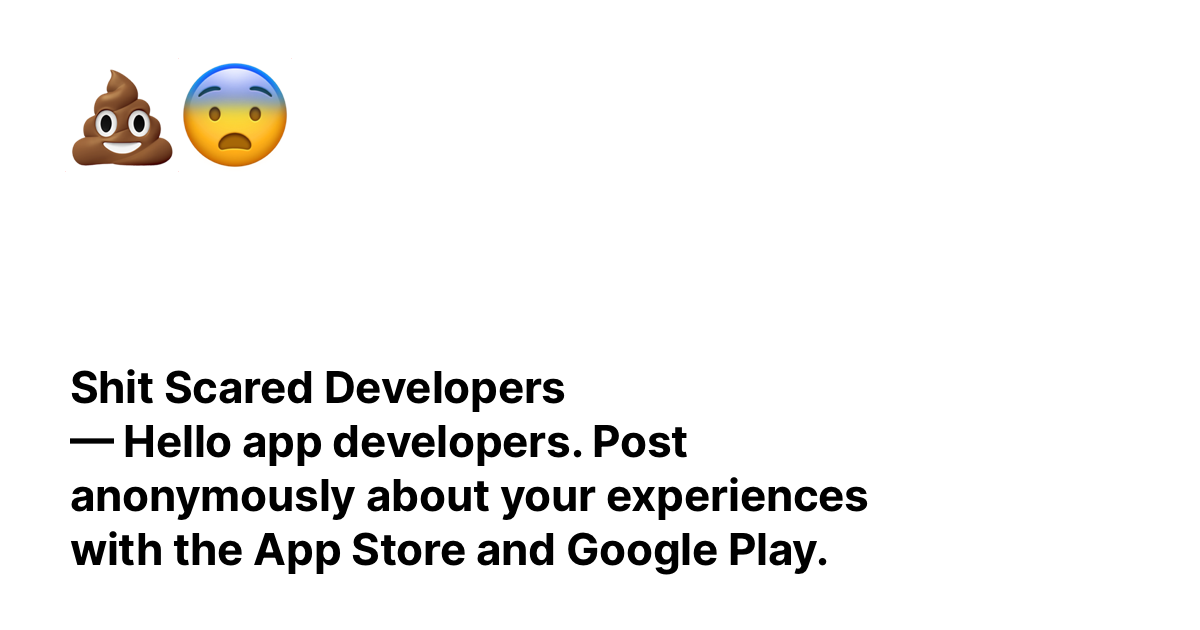 Shit Scared Developers
— Hello app developers. Post
anonymously about your experiences
with the App Store and Google Play.